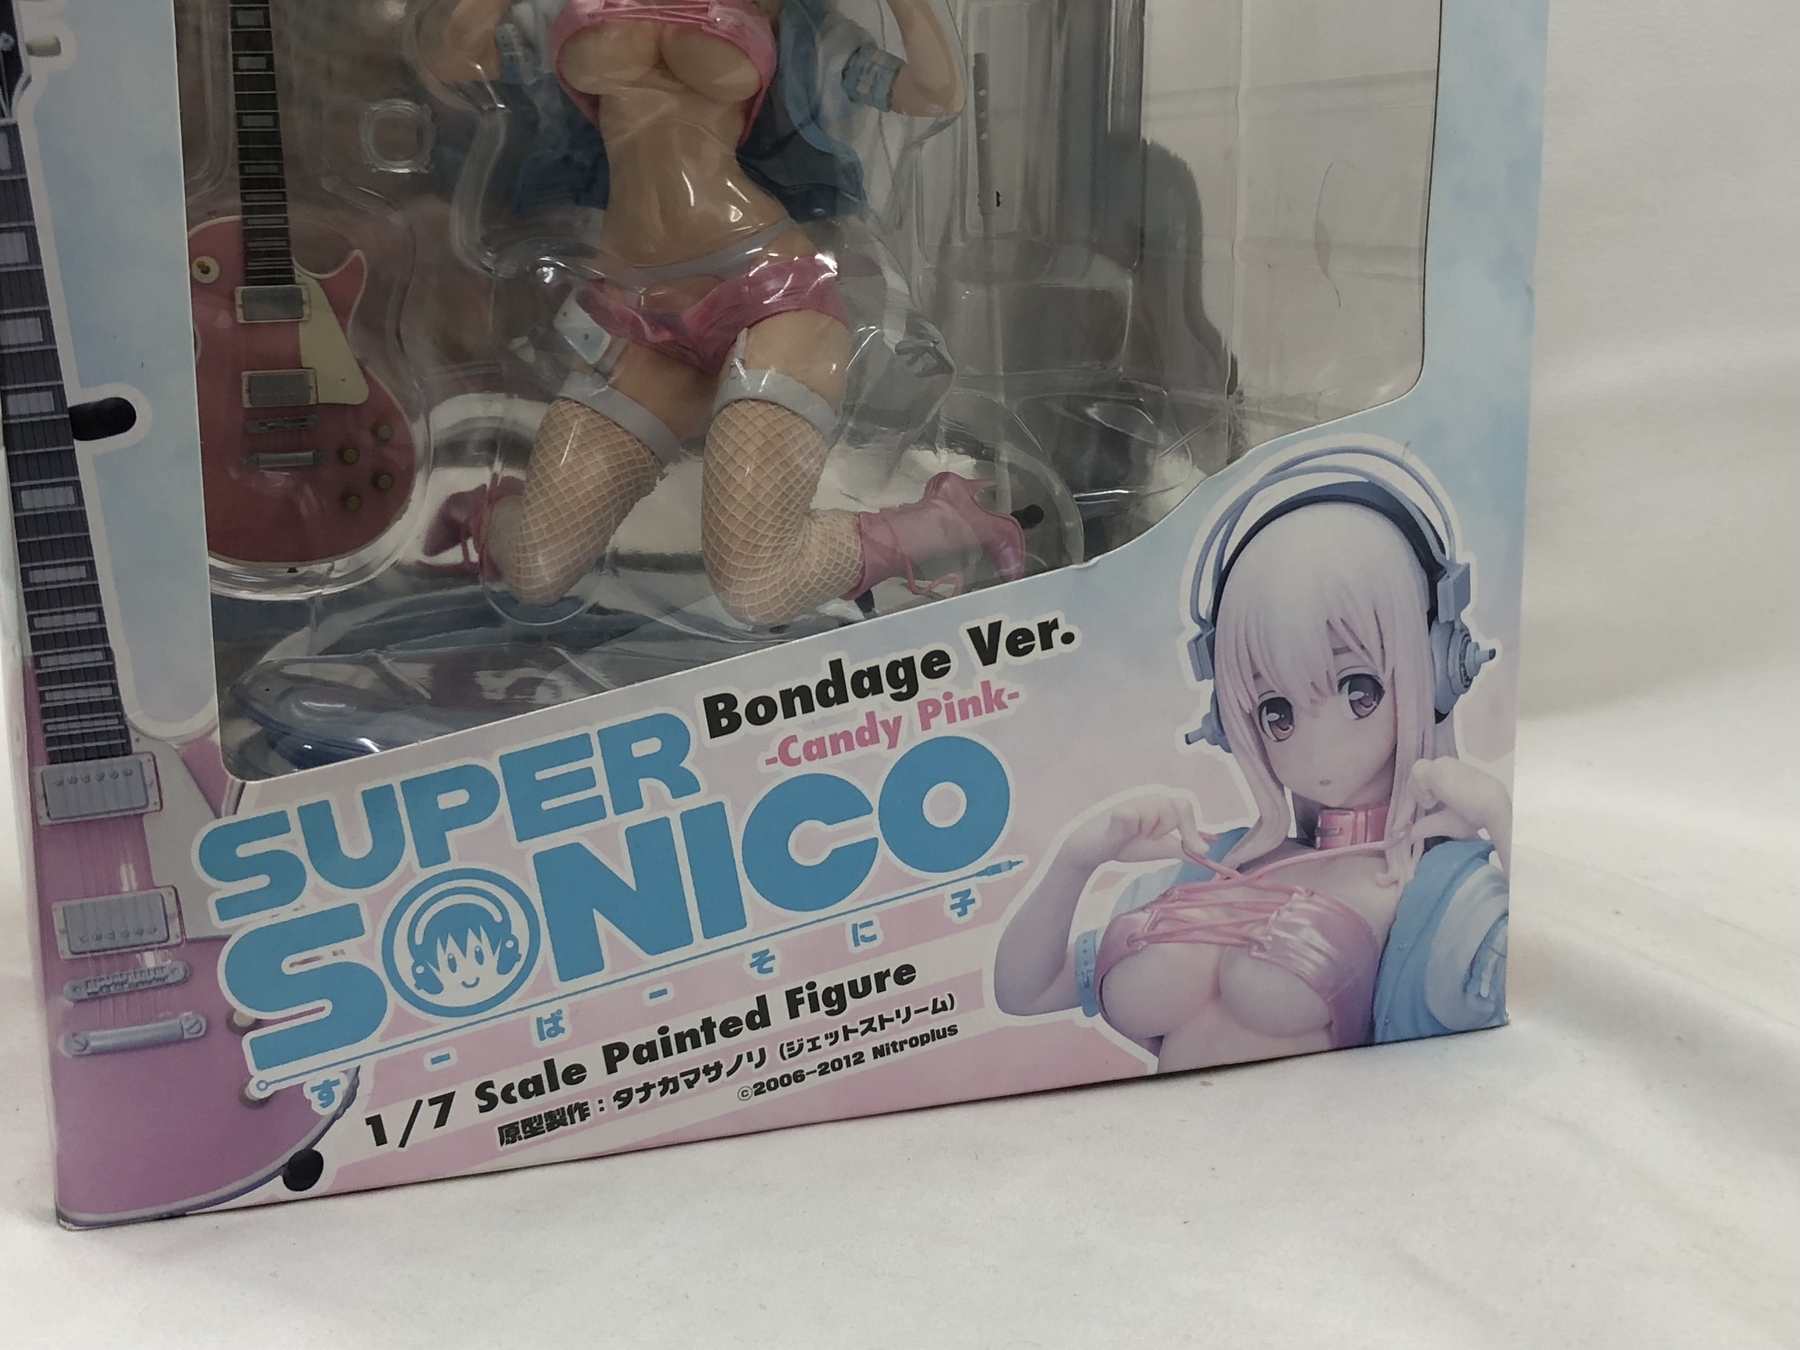 Bondage Ver.
-Candy Pink-
SUPER
SONICO
すーぱーそに子
1/7 Scale Painted Figure
原型製作：タナカマサノリ（ジェットストリーム）
©2006-2012 Nitroplus